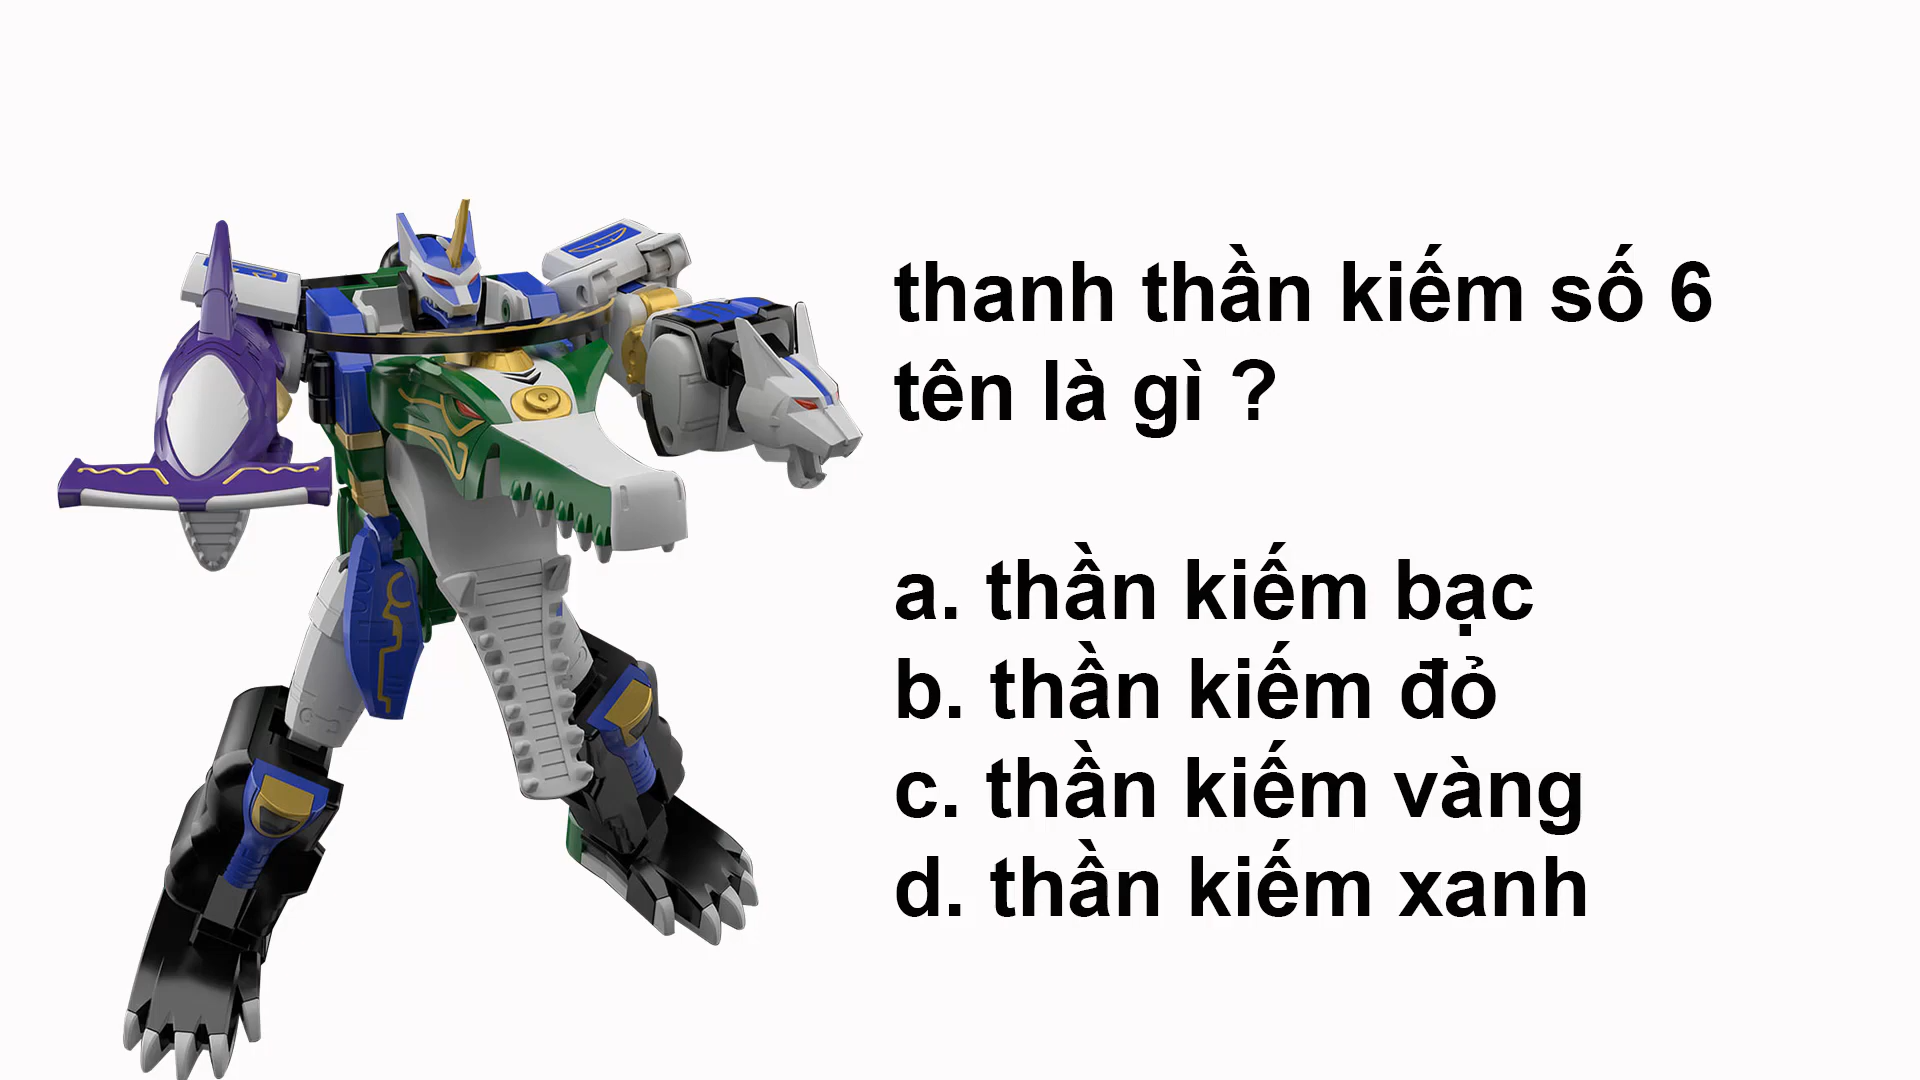 thanh thần kiếm số 6
tên là gì ?
a. thần kiếm bạc
b. thần kiếm đỏ
c. thần kiếm vàng
d. thần kiếm xanh